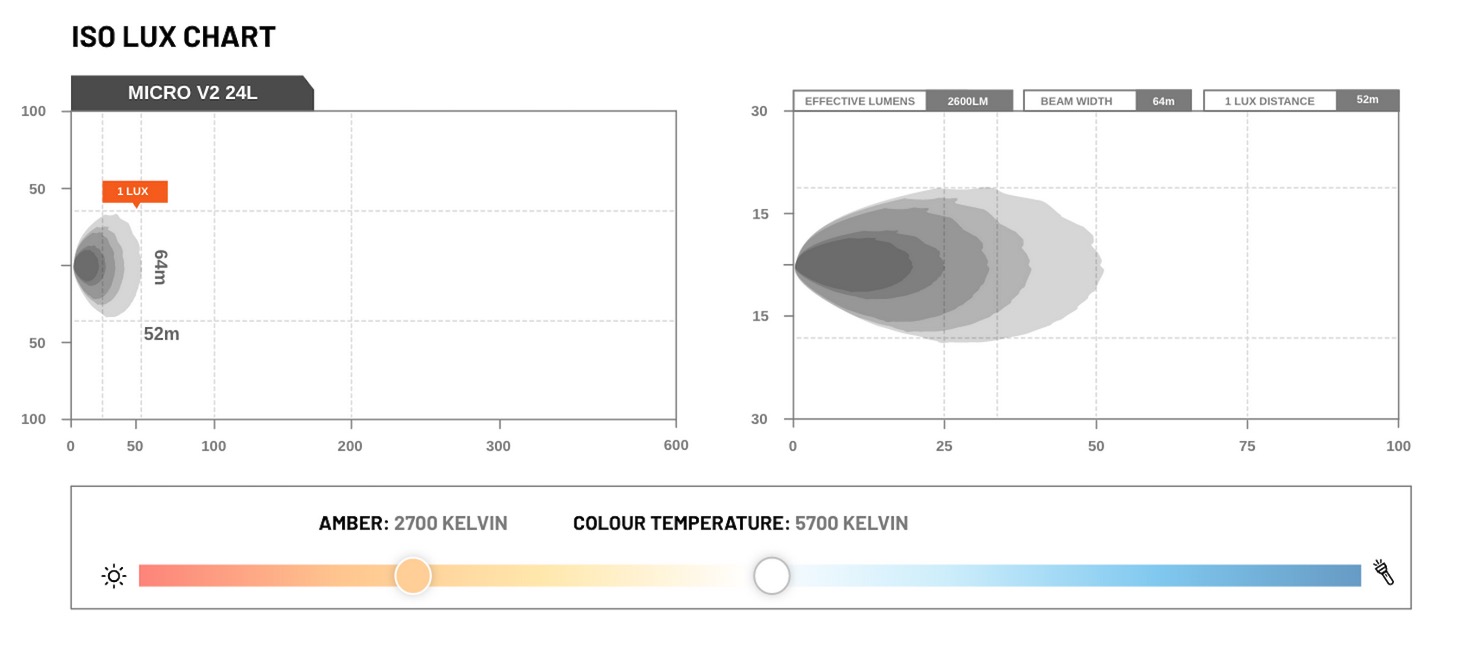 ISO LUX CHART
MICRO V2 24L
100
50
50
100
1 LUX
64m
52m
0 50 100 200 300 600
EFFECTIVE LUMENS 2600LM BEAM WIDTH 64m 1 LUX DISTANCE 52m
30
15
15
30
0 25 50 75 100
AMBER: 2700 KELVIN COLOUR TEMPERATURE: 5700 KELVIN